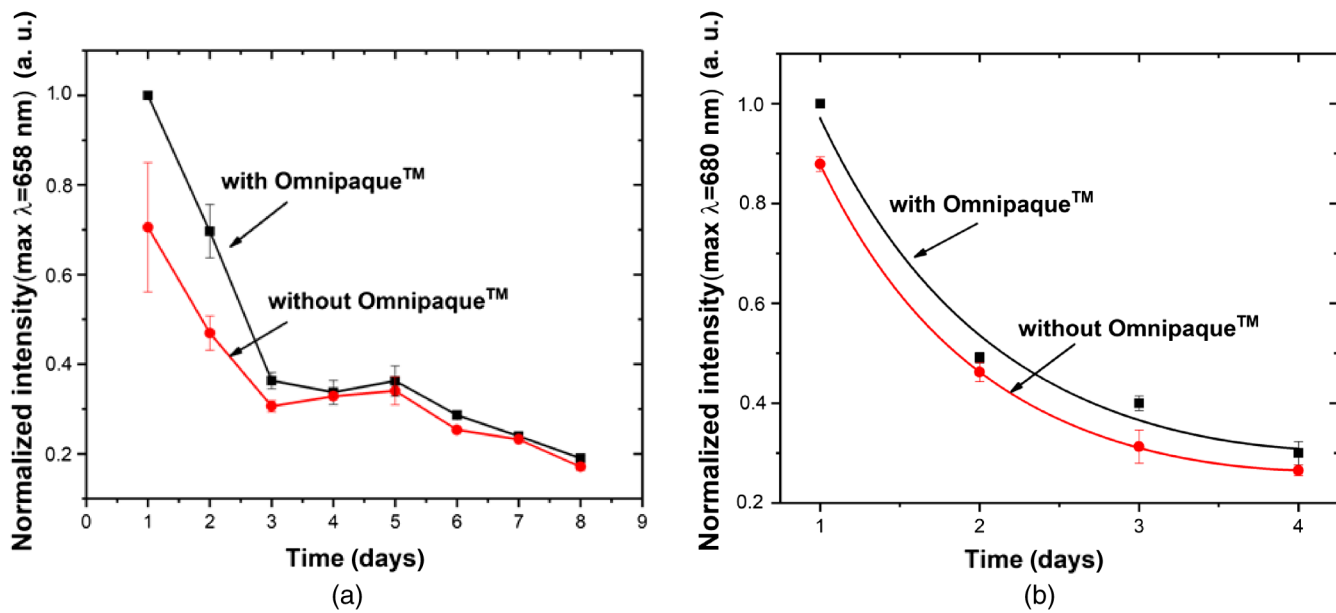 Normalized intensity(max λ=658 nm) (a. u.)
1.0
0.8
0.6
0.4
0.2
with Omnipaque™
without Omnipaque™
0 1 2 3 4 5 6 7 8 9
Time (days)
(a)
Normalized intensity(max λ=680 nm) (a. u.)
1.0
0.8
0.6
0.4
0.2
with Omnipaque™
without Omnipaque™
1 2 3 4
Time (days)
(b)